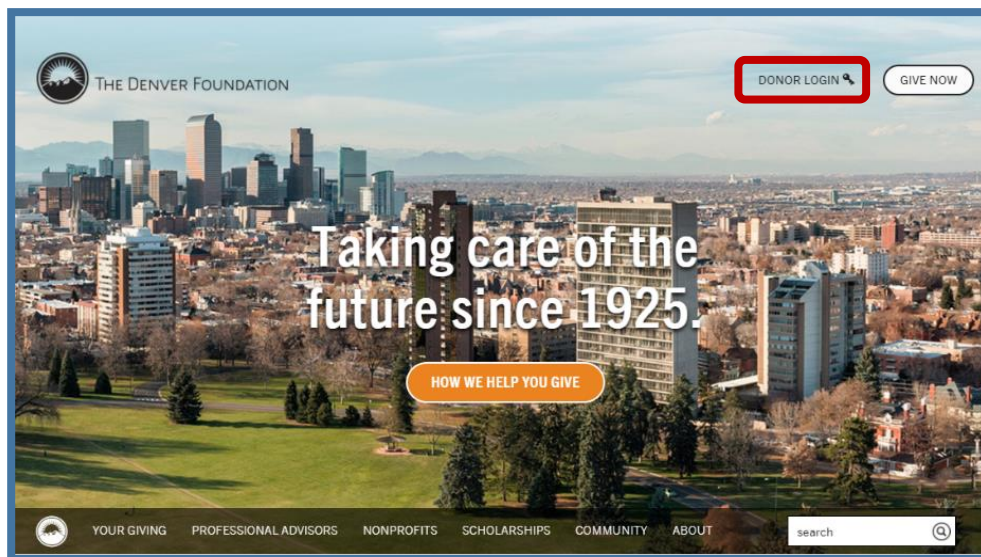 THE DENVER FOUNDATION
DONOR LOGIN
GIVE NOW
Taking care of the
future since 1925.
HOW WE HELP YOU GIVE
YOUR GIVING PROFESSIONAL ADVISORS NONPROFITS SCHOLARSHIPS COMMUNITY ABOUT
search